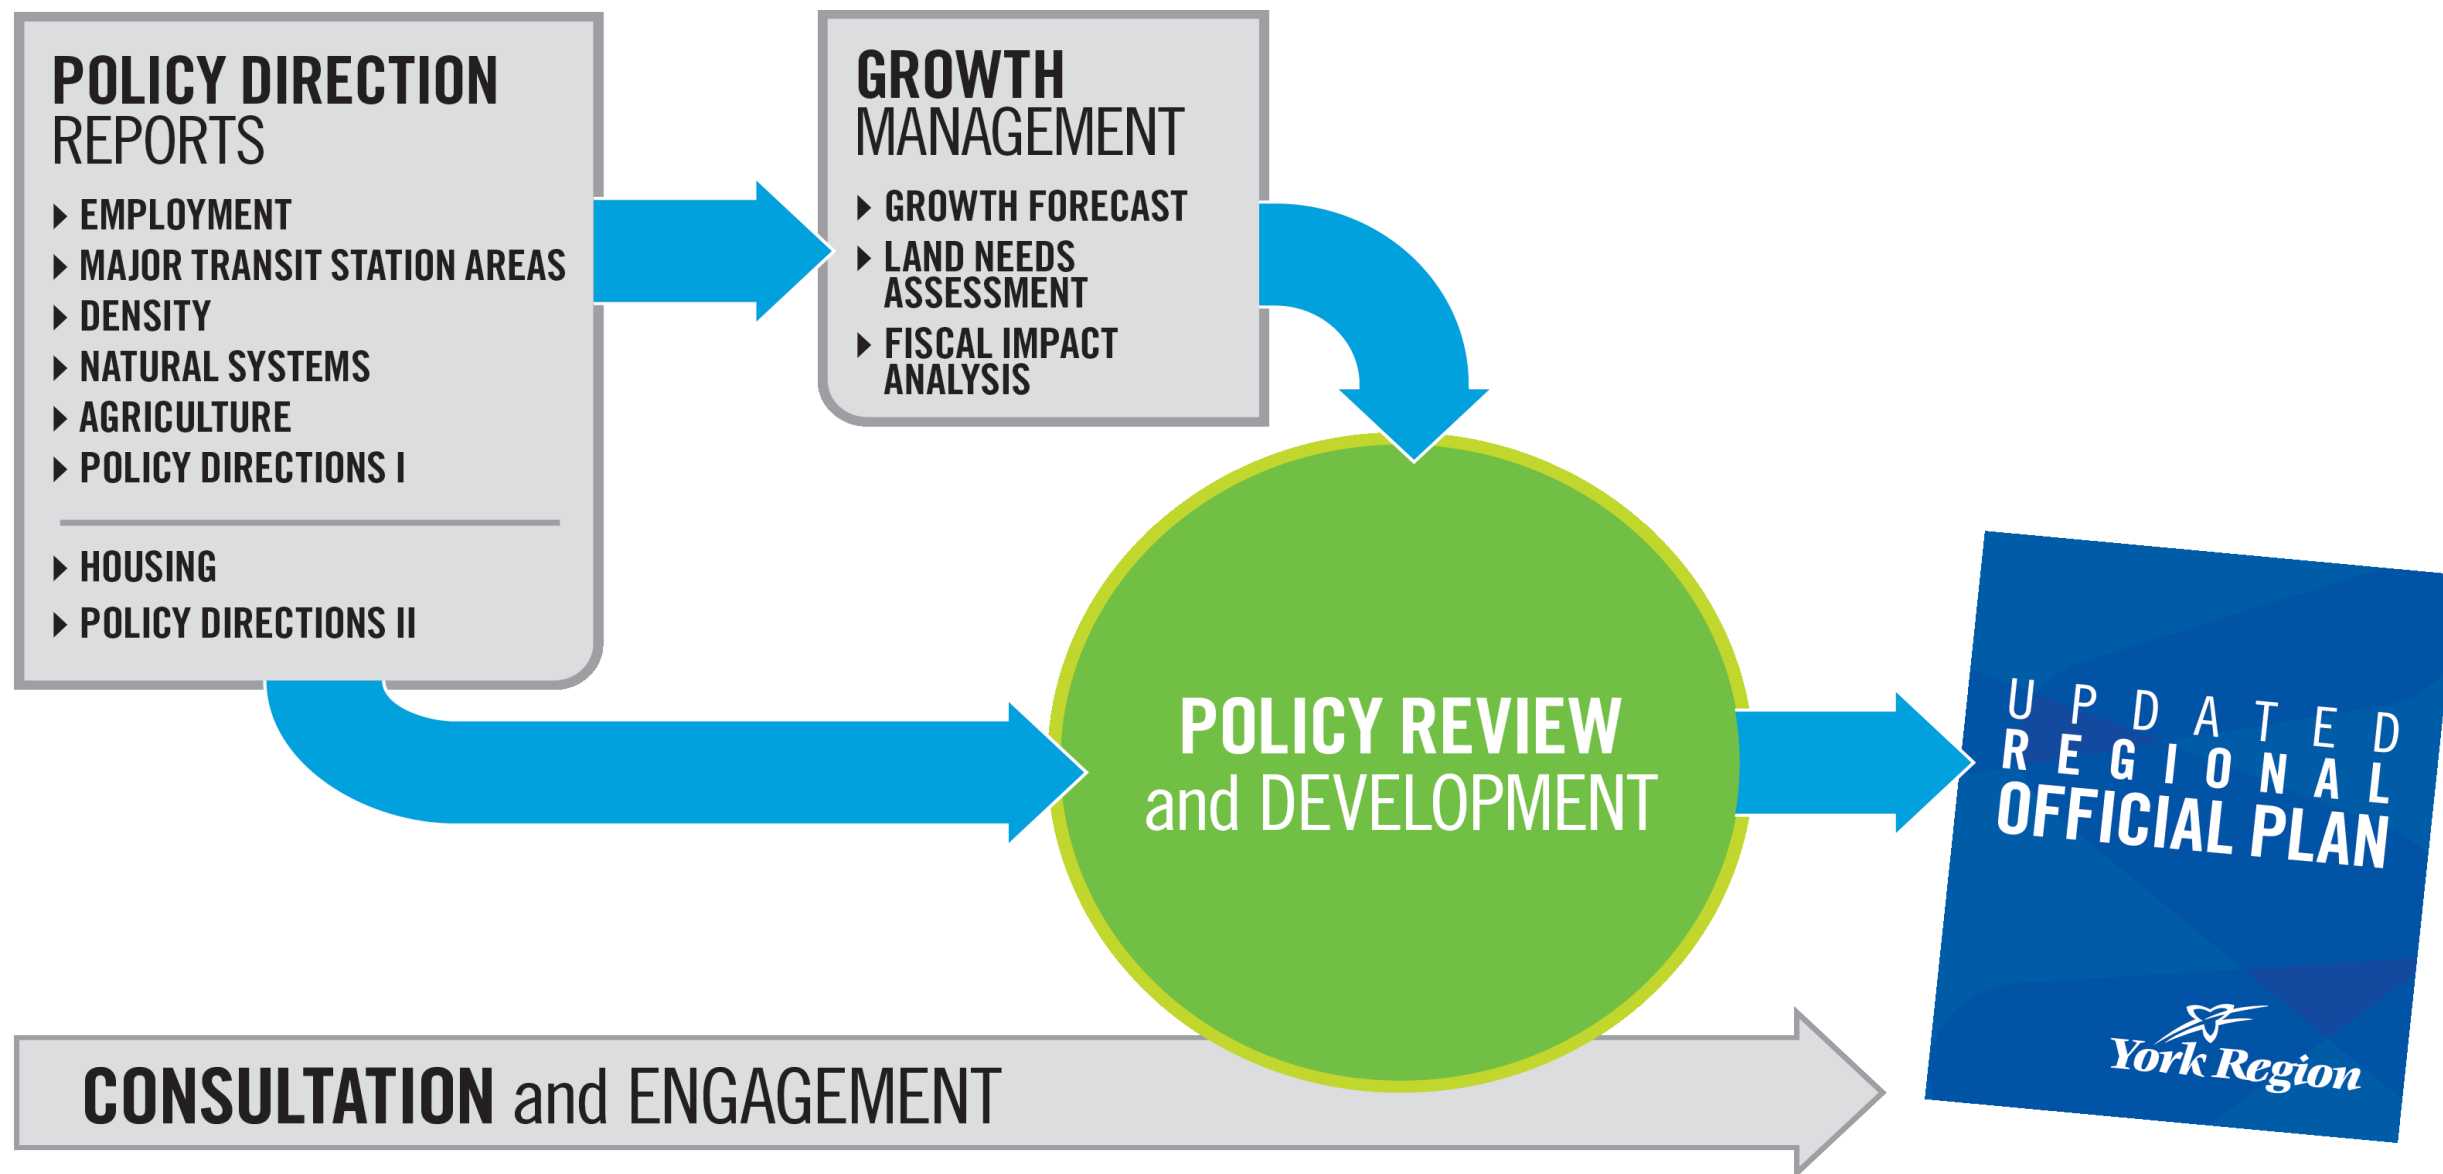 POLICY DIRECTION
REPORTS
EMPLOYMENT
MAJOR TRANSIT STATION AREAS
DENSITY
NATURAL SYSTEMS
AGRICULTURE
POLICY DIRECTIONS I
HOUSING
POLICY DIRECTIONS II
GROWTH
MANAGEMENT
GROWTH FORECAST
LAND NEEDS
ASSESSMENT
FISCAL IMPACT
ANALYSIS
POLICY REVIEW
and DEVELOPMENT
UPDATED
REGIONAL
OFFICIAL PLAN
York Region
CONSULTATION and ENGAGEMENT